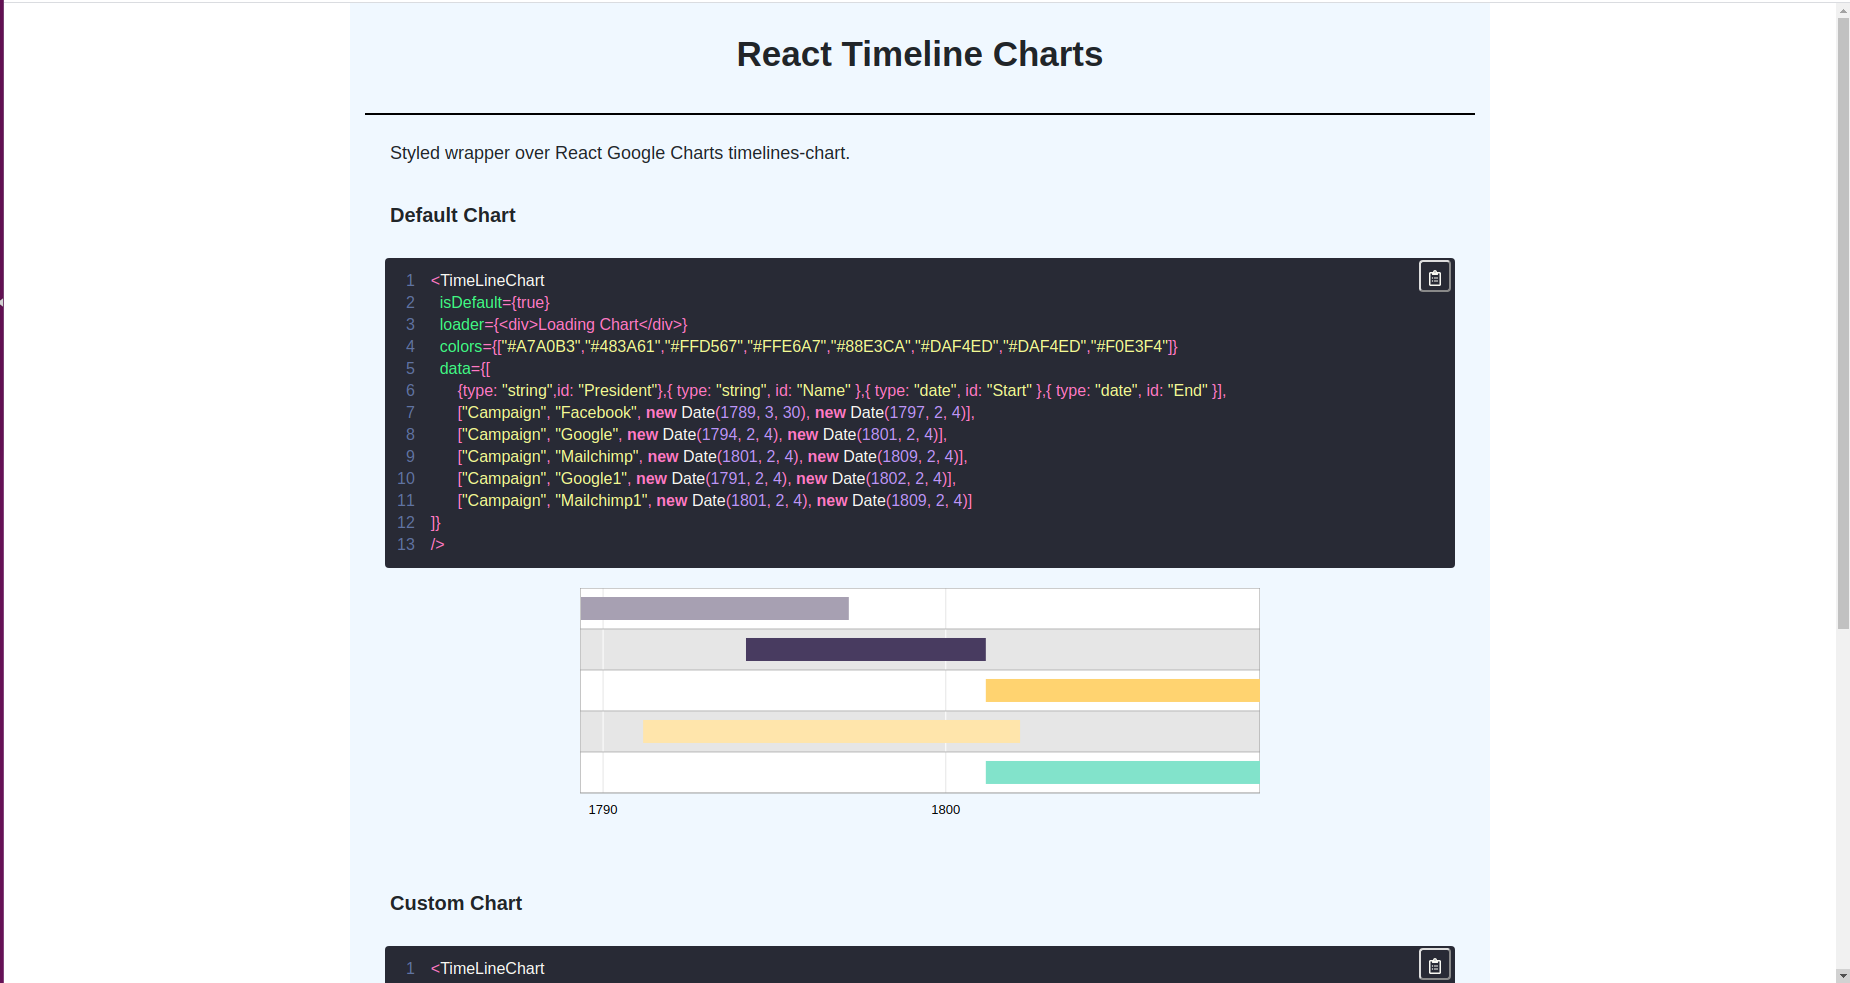 React Timeline Charts
Styled wrapper over React Google Charts timelines-chart.
Default Chart
1 <TimeLineChart
2 isDefault={true}
3 loader={<div>Loading Chart</div>}
4 colors={["#A7A0B3","#483A61","#FFD567","#FFE6A7","#88E3CA","#DAF4ED","#DAF4ED","#F0E3F4"]}
5 data={[
6 {type: "string",id: "President"},{ type: "string", id: "Name" },{ type: "date", id: "Start" },{ type: "date", id: "End" }],
7 ["Campaign", "Facebook", new Date(1789, 3, 30), new Date(1797, 2, 4)],
8 ["Campaign", "Google", new Date(1794, 2, 4), new Date(1801, 2, 4)],
9 ["Campaign", "Mailchimp", new Date(1801, 2, 4), new Date(1809, 2, 4)],
10 ["Campaign", "Google1", new Date(1791, 2, 4), new Date(1802, 2, 4)],
11 ["Campaign", "Mailchimp1", new Date(1801, 2, 4), new Date(1809, 2, 4)]
12 ]}
13 />
1790 1800
Custom Chart
1 <TimeLineChart